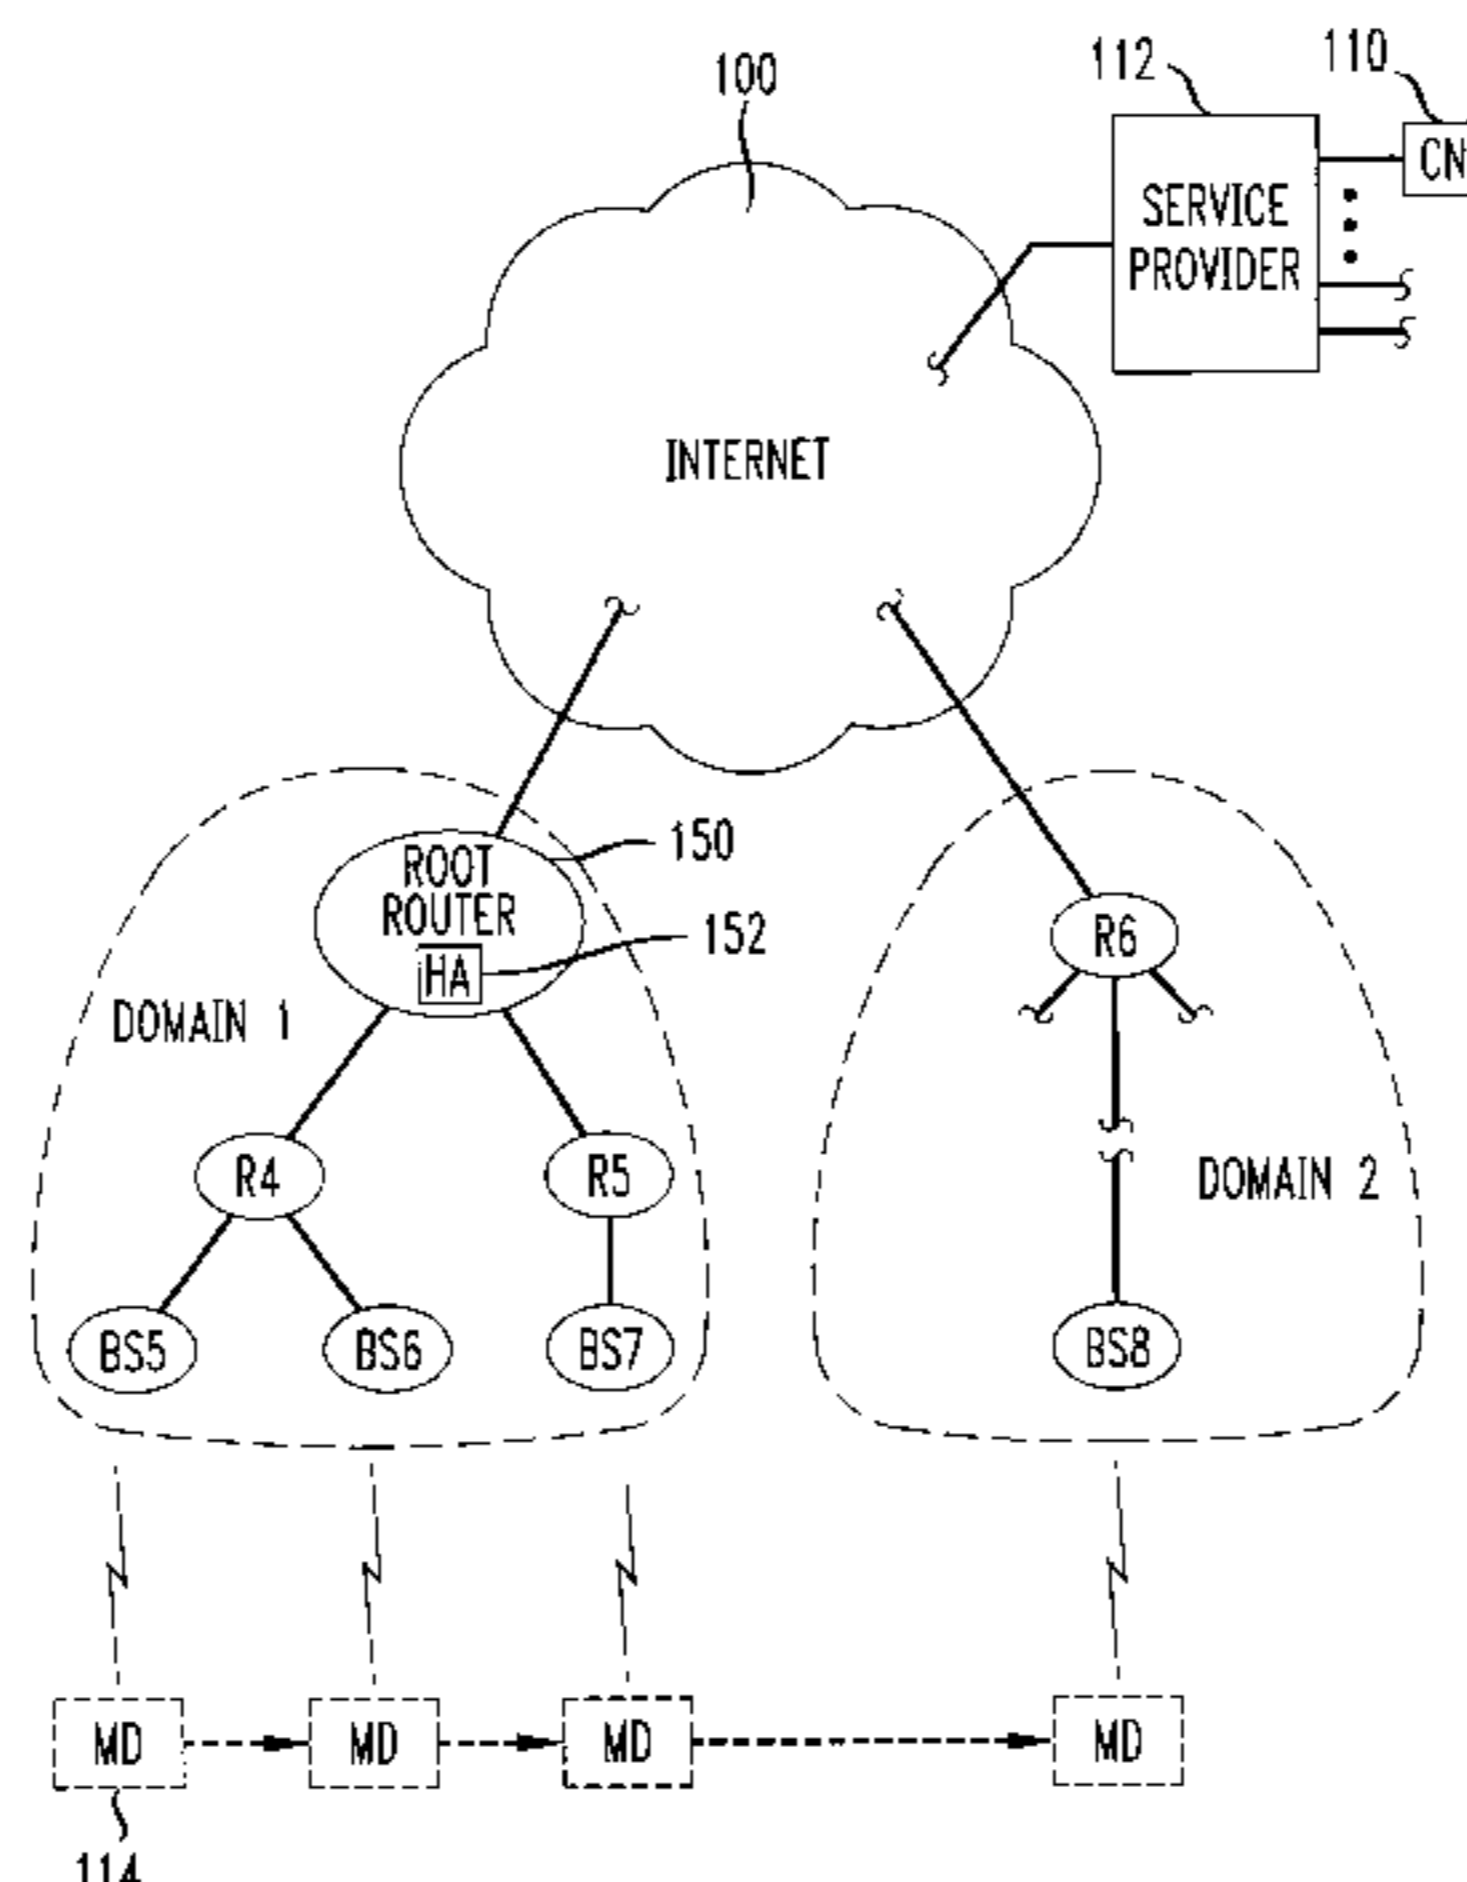 100
112
110
CN
SERVICE
PROVIDER
INTERNET
ROOT
ROUTER
HA
150
152
DOMAIN 1
R4
R5
BS5
BS6
BS7
R6
DOMAIN 2
BS8
MD
MD
MD
MD
114